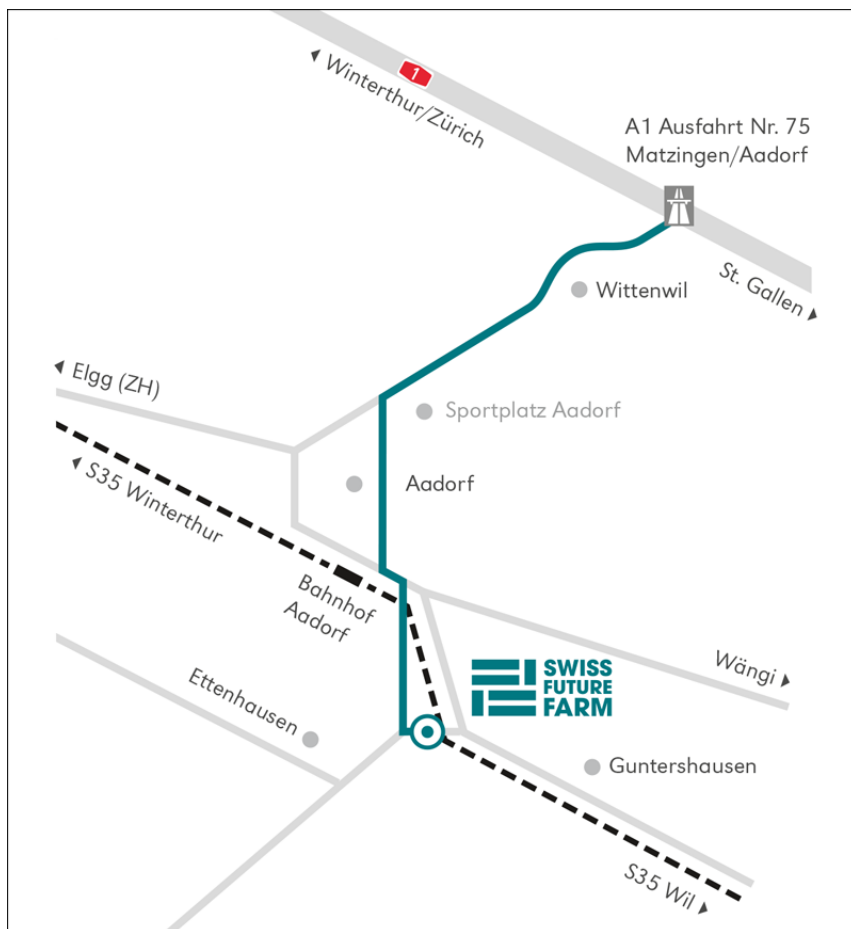 1
Winterthur/Zürich
A1 Ausfahrt Nr. 75
Matzingen/Aadorf
St. Gallen
Wittenwil
Elgg (ZH)
Sportplatz Aadorf
S35 Winterthur
Aadorf
Bahnhof
Aadorf
Wängi
SWISS
FUTURE
FARM
Ettenhausen
Guntershausen
S35 Wil